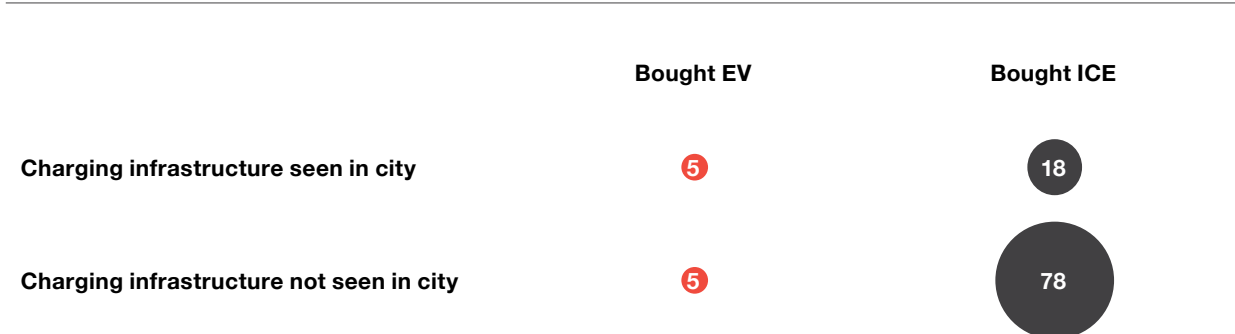 Bought EV Bought ICE
Charging infrastructure seen in city 5 18
Charging infrastructure not seen in city 5 78